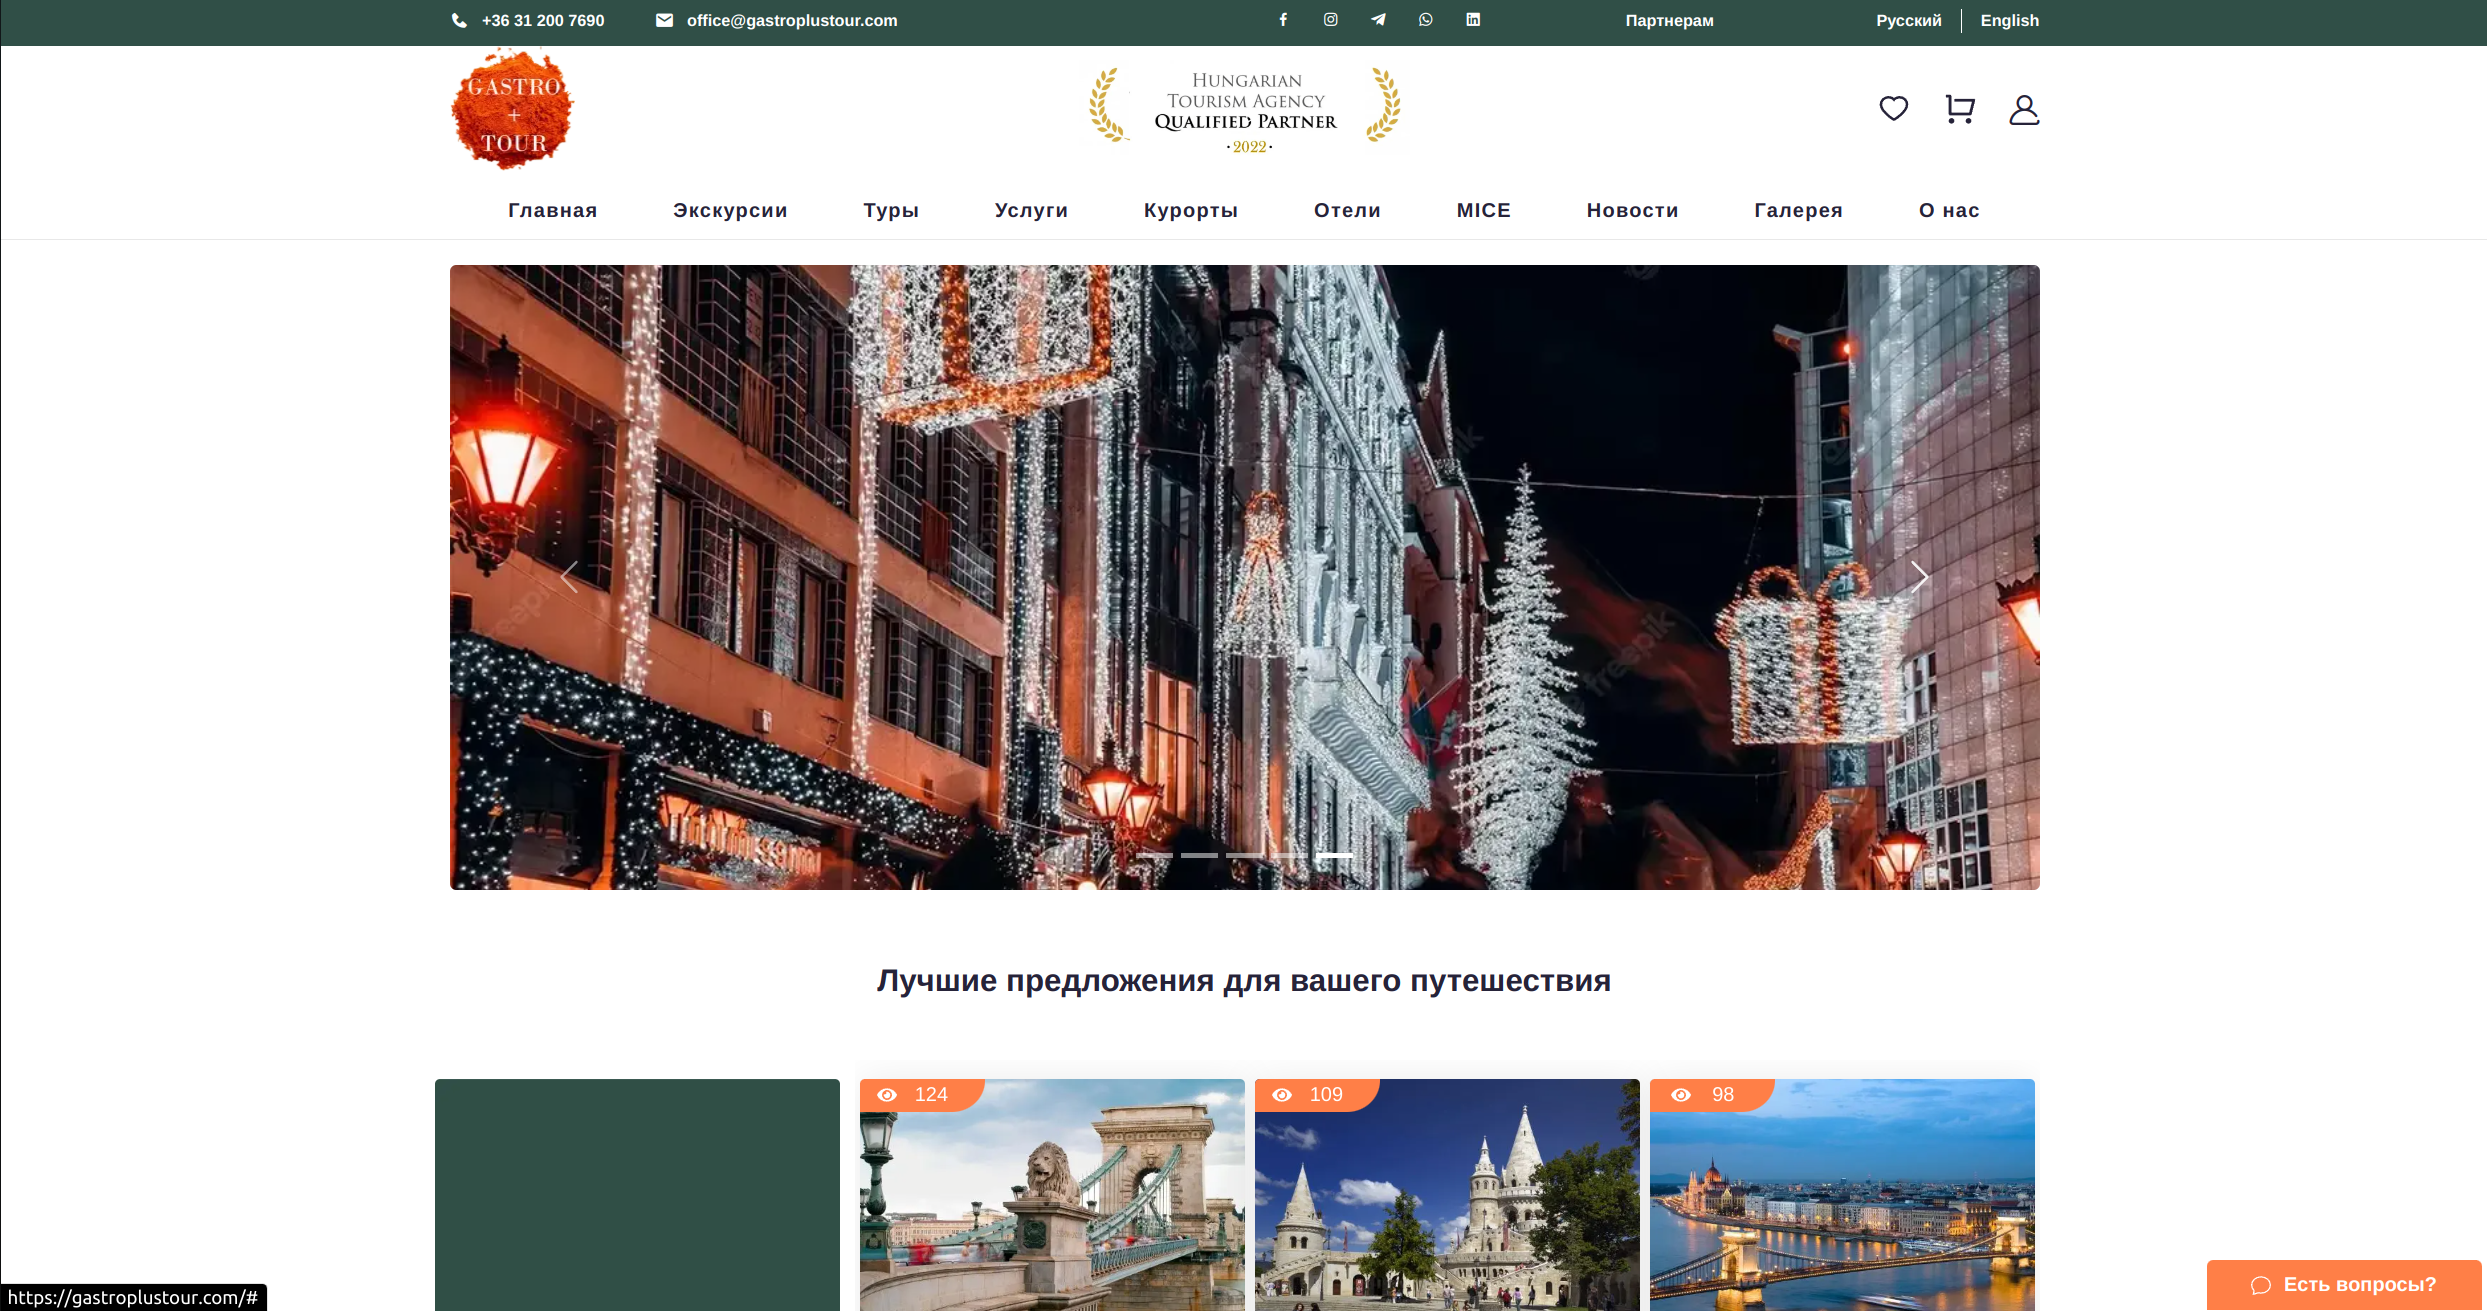 +36 31 200 7690
office@gastroplustour.com
Партнерам
Русский
English
GASTRO
+
TOUR
HUNGARIAN
TOURISM AGENCY
QUALIFIED PARTNER
· 2022 ·
Главная
Экскурсии
Туры
Услуги
Курорты
Отели
MICE
Новости
Галерея
О нас
freepik
freepik
Лучшие предложения для вашего путешествия
124
109
98
https://gastroplustour.com/#
Есть вопросы?